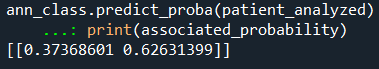 ann_class.predict_proba(patient_analyzed)
...: print(associated_probability)
[[0.37368601 0.62631399]]